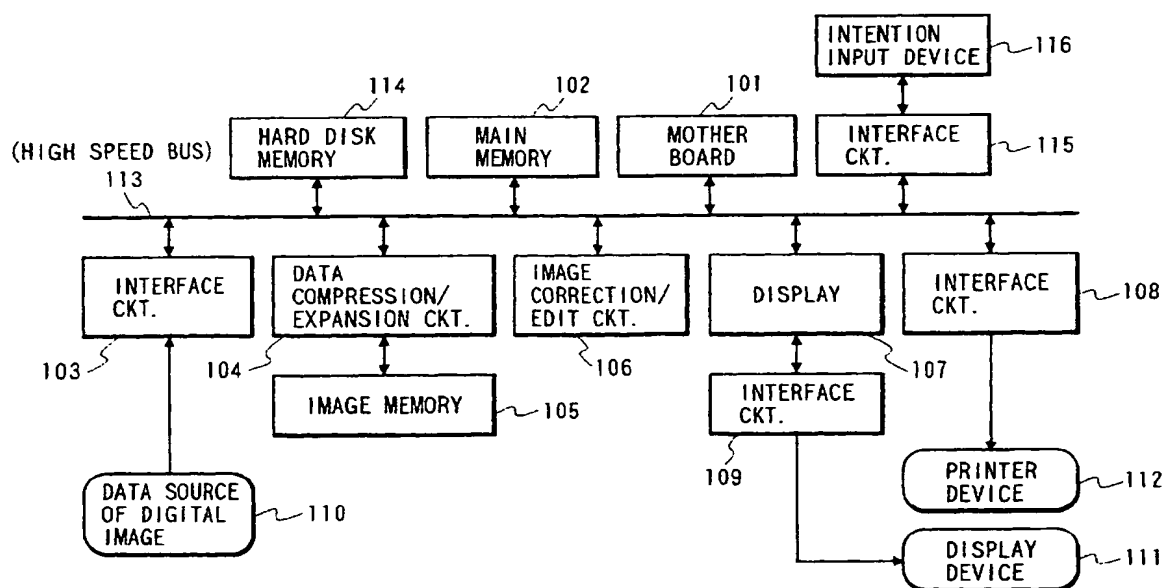 INTENTION
INPUT DEVICE
116
114
102
101
(HIGH SPEED BUS)
HARD DISK
MEMORY
MAIN
MEMORY
MOTHER
BOARD
INTERFACE
CKT.
115
113
INTERFACE
CKT.
DATA
COMPRESSION/
EXPANSION CKT.
IMAGE
CORRECTION/
EDIT CKT.
DISPLAY
INTERFACE
CKT.
108
103
104
106
107
IMAGE MEMORY
105
INTERFACE
CKT.
109
DATA SOURCE
OF DIGITAL
IMAGE
110
PRINTER
DEVICE
112
DISPLAY
DEVICE
111